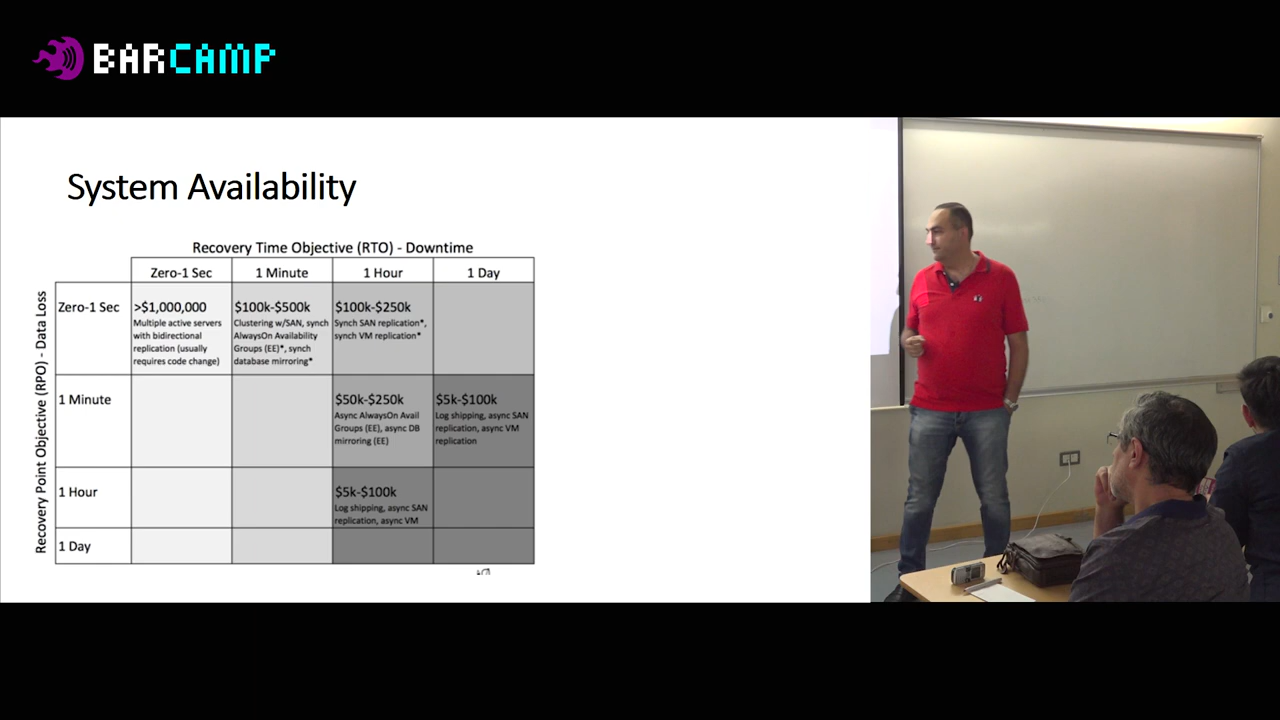 BARCAMP
System Availability
Recovery Time Objective (RTO) - Downtime
Recovery Point Objective (RPO) - Data Loss
Zero-1 Sec
1 Minute
1 Hour
1 Day
Zero-1 Sec
>$1,000,000
Multiple active servers
with bidirectional
replication (usually
requires code change)
$100k-$500k
Clustering w/SAN, synch
AlwaysOn Availability
Groups (EE)*, synch
database mirroring*
$100k-$250k
Synch SAN replication*,
synch VM replication*
1 Minute
$50k-$250k
Async AlwaysOn Avail
Groups (EE), async DB
mirroring (EE)
$5k-$100k
Log shipping, async SAN
replication, async VM
replication
1 Hour
$5k-$100k
Log shipping, async SAN
replication, async VM
1 Day